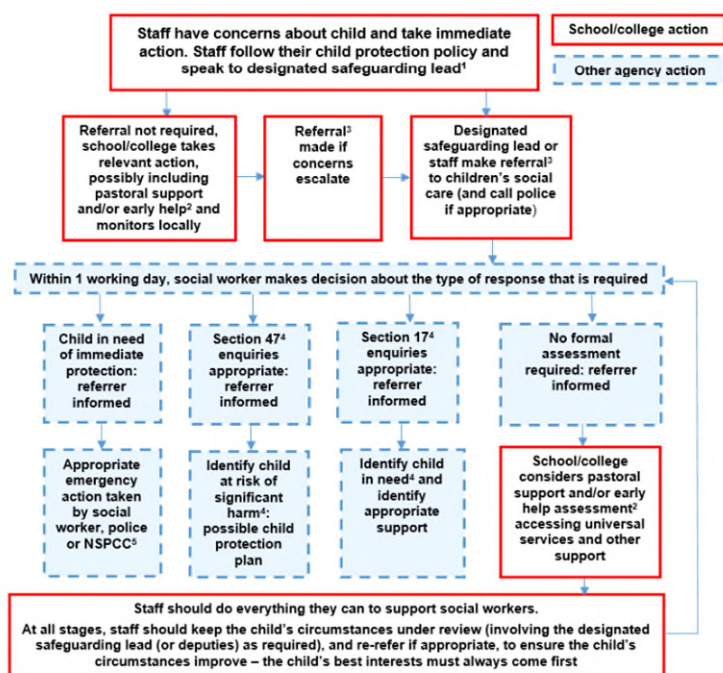 Staff have concerns about child and take immediate
action. Staff follow their child protection policy and
speak to designated safeguarding lead¹
School/college action
Other agency action
Referral not required,
school/college takes
relevant action,
possibly including
pastoral support
and/or early help² and
monitors locally
Referral³
made if
concerns
escalate
Designated
safeguarding lead or
staff make referral³
to children's social
care (and call police
if appropriate)
Within 1 working day, social worker makes decision about the type of response that is required
Child in need
of immediate
protection:
referrer
informed
Section 47⁴
enquiries
appropriate:
referrer
informed
Section 17⁴
enquiries
appropriate:
referrer
informed
No formal
assessment
required: referrer
informed
Appropriate
emergency
action taken
by social
worker, police
or NSPCC⁵
Identify child
at risk of
significant
harm⁴:
possible child
protection
plan
Identify child
in need⁴ and
identify
appropriate
support
School/college
considers pastoral
support and/or early
help assessment²
accessing universal
services and other
support
Staff should do everything they can to support social workers.
At all stages, staff should keep the child's circumstances under review (involving the designated
safeguarding lead (or deputies) as required), and re-refer if appropriate, to ensure the child's
circumstances improve – the child's best interests must always come first